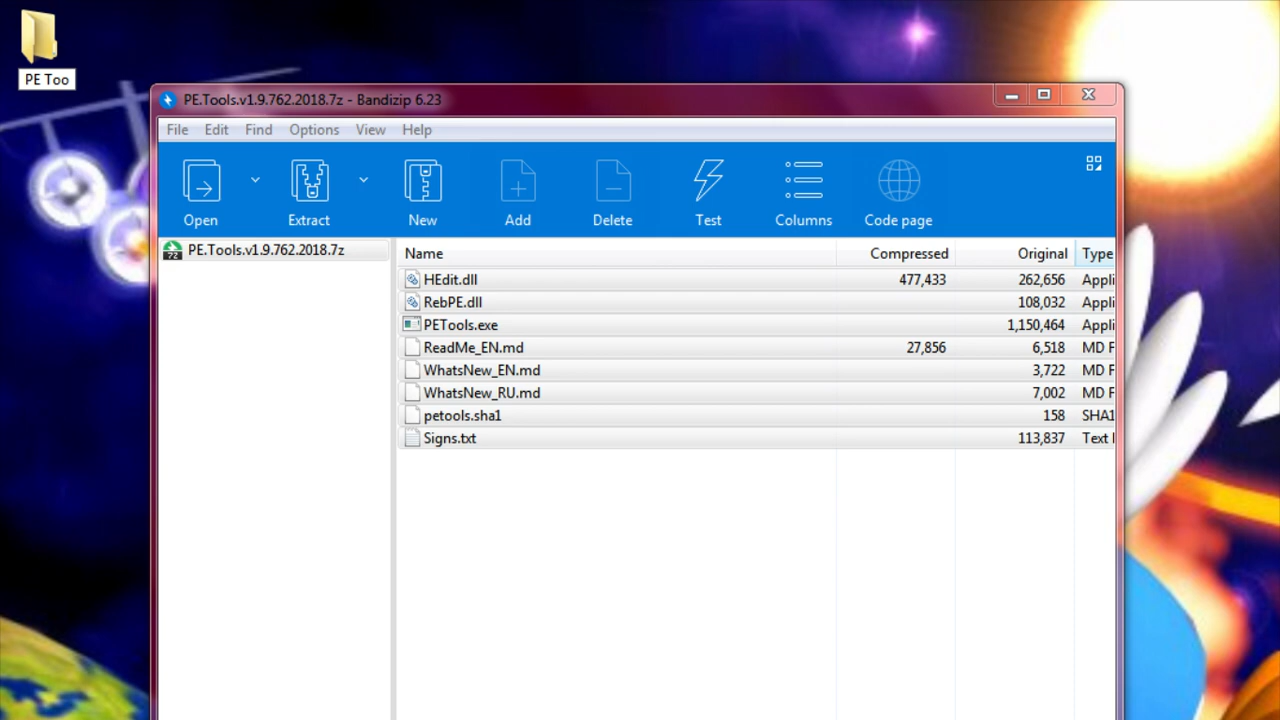 PE Too
PE.Tools.v1.9.762.2018.7z - Bandizip 6.23
File Edit Find Options View Help
Open Extract New Add Delete Test Columns Code page
PE.Tools.v1.9.762.2018.7z
7Z
Name Compressed Original Type
HEdit.dll 477,433 262,656 Appli
RebPE.dll 108,032 Appli
PETools.exe 1,150,464 Appli
ReadMe_EN.md 27,856 6,518 MD F
WhatsNew_EN.md 3,722 MD F
WhatsNew_RU.md 7,002 MD F
petools.sha1 158 SHA1
Signs.txt 113,837 Text